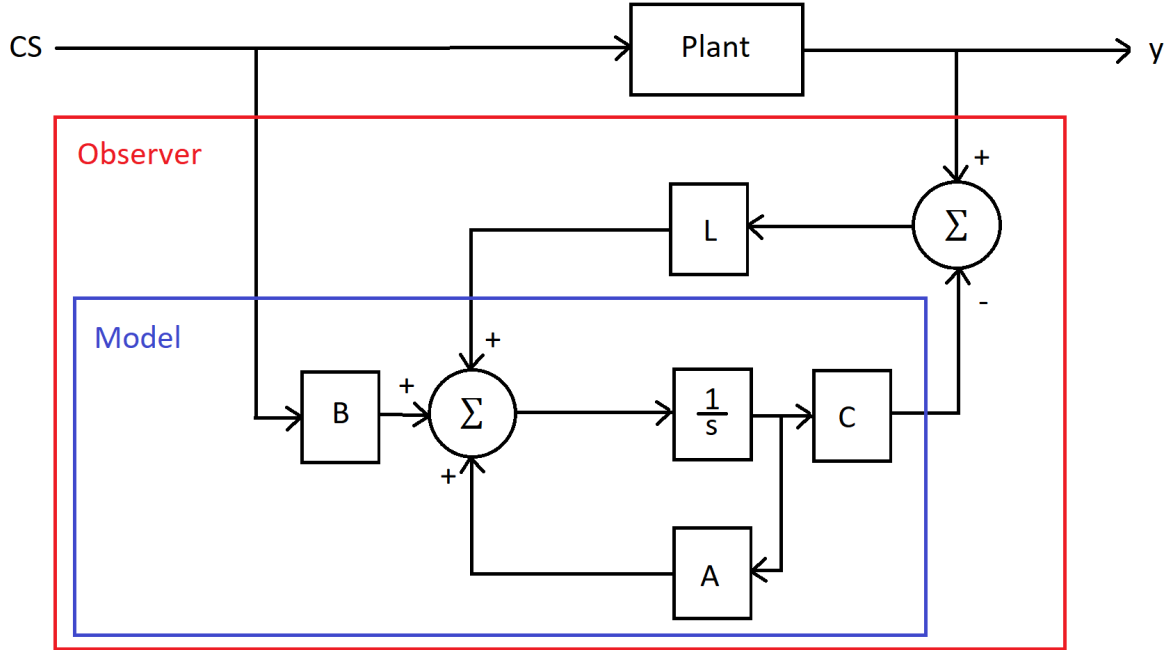 CS
Plant
y
Observer
+
L
Σ
-
Model
+
B
+
Σ
1
s
C
+
A